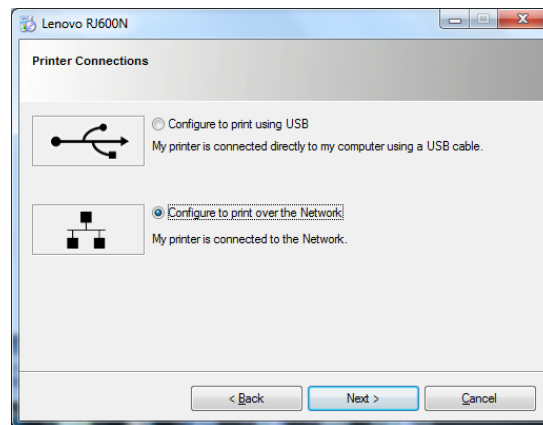 Lenovo RJ600N
Printer Connections
Configure to print using USB
My printer is connected directly to my computer using a USB cable.
Configure to print over the Network
My printer is connected to the Network.
< Back
Next >
Cancel